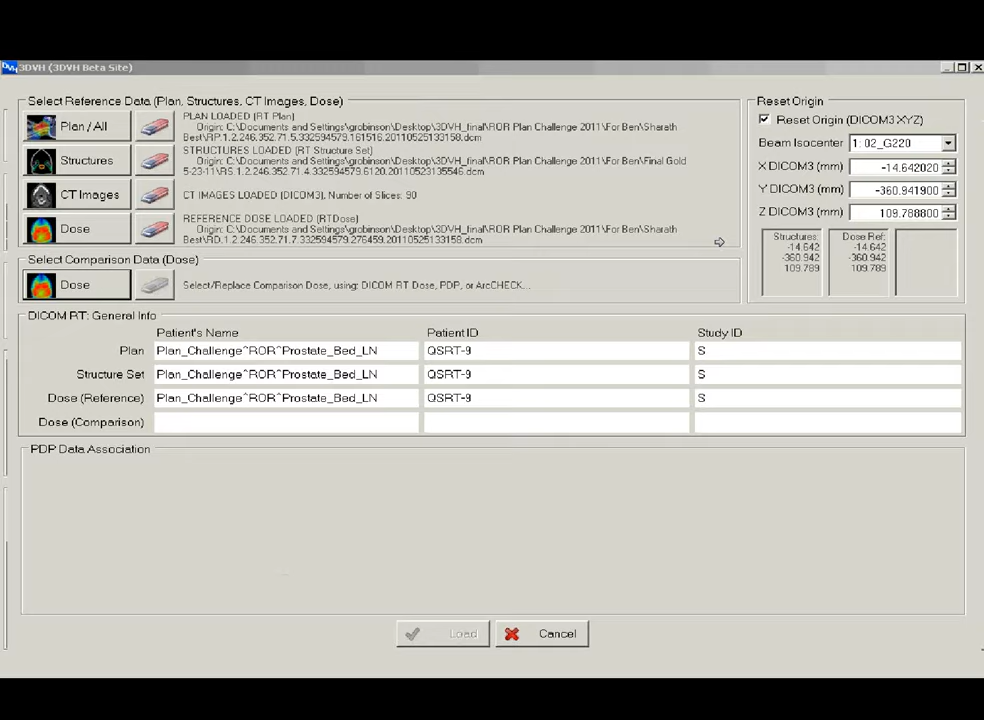 3DVH (3DVH Beta Site)
Select Reference Data (Plan, Structures, CT Images, Dose)
Plan / All
PLAN LOADED (RT Plan)
Origin: C:\Documents and Settings\grobinson\Desktop\3DVH_final\ROR Plan Challenge 2011\For Ben\Sharath
Best\RP.1.2.246.352.71.5.332594579.161516.20110525133158.dcm
Structures
STRUCTURES LOADED (RT Structure Set)
Origin: C:\Documents and Settings\grobinson\Desktop\3DVH_final\ROR Plan Challenge 2011\For Ben\Final Gold
5-23-11\RS.1.2.246.352.71.4.332594579.6120.20110523135546.dcm
CT Images
CT IMAGES LOADED (DICOM3), Number of Slices: 90
Dose
REFERENCE DOSE LOADED (RTDose)
Origin: C:\Documents and Settings\grobinson\Desktop\3DVH_final\ROR Plan Challenge 2011\For Ben\Sharath
Best\RD.1.2.246.352.71.7.332594579.276459.20110525133158.dcm
Reset Origin
Reset Origin (DICOM3 XYZ)
Beam Isocenter 1: 02_G220
X DICOM3 (mm) -14.642020
Y DICOM3 (mm) -360.941900
Z DICOM3 (mm) 109.788800
Structures:
-14.642
-360.942
109.789
Dose Ref:
-14.642
-360.942
109.789
Select Comparison Data (Dose)
Dose
Select/Replace Comparison Dose, using: DICOM RT Dose, PDP, or ArcCHECK...
DICOM RT: General Info
Patient's Name Patient ID Study ID
Plan Plan_Challenge^ROR^Prostate_Bed_LN QSRT-9 S
Structure Set Plan_Challenge^ROR^Prostate_Bed_LN QSRT-9 S
Dose (Reference) Plan_Challenge^ROR^Prostate_Bed_LN QSRT-9 S
Dose (Comparison)
PDP Data Association
Load Cancel